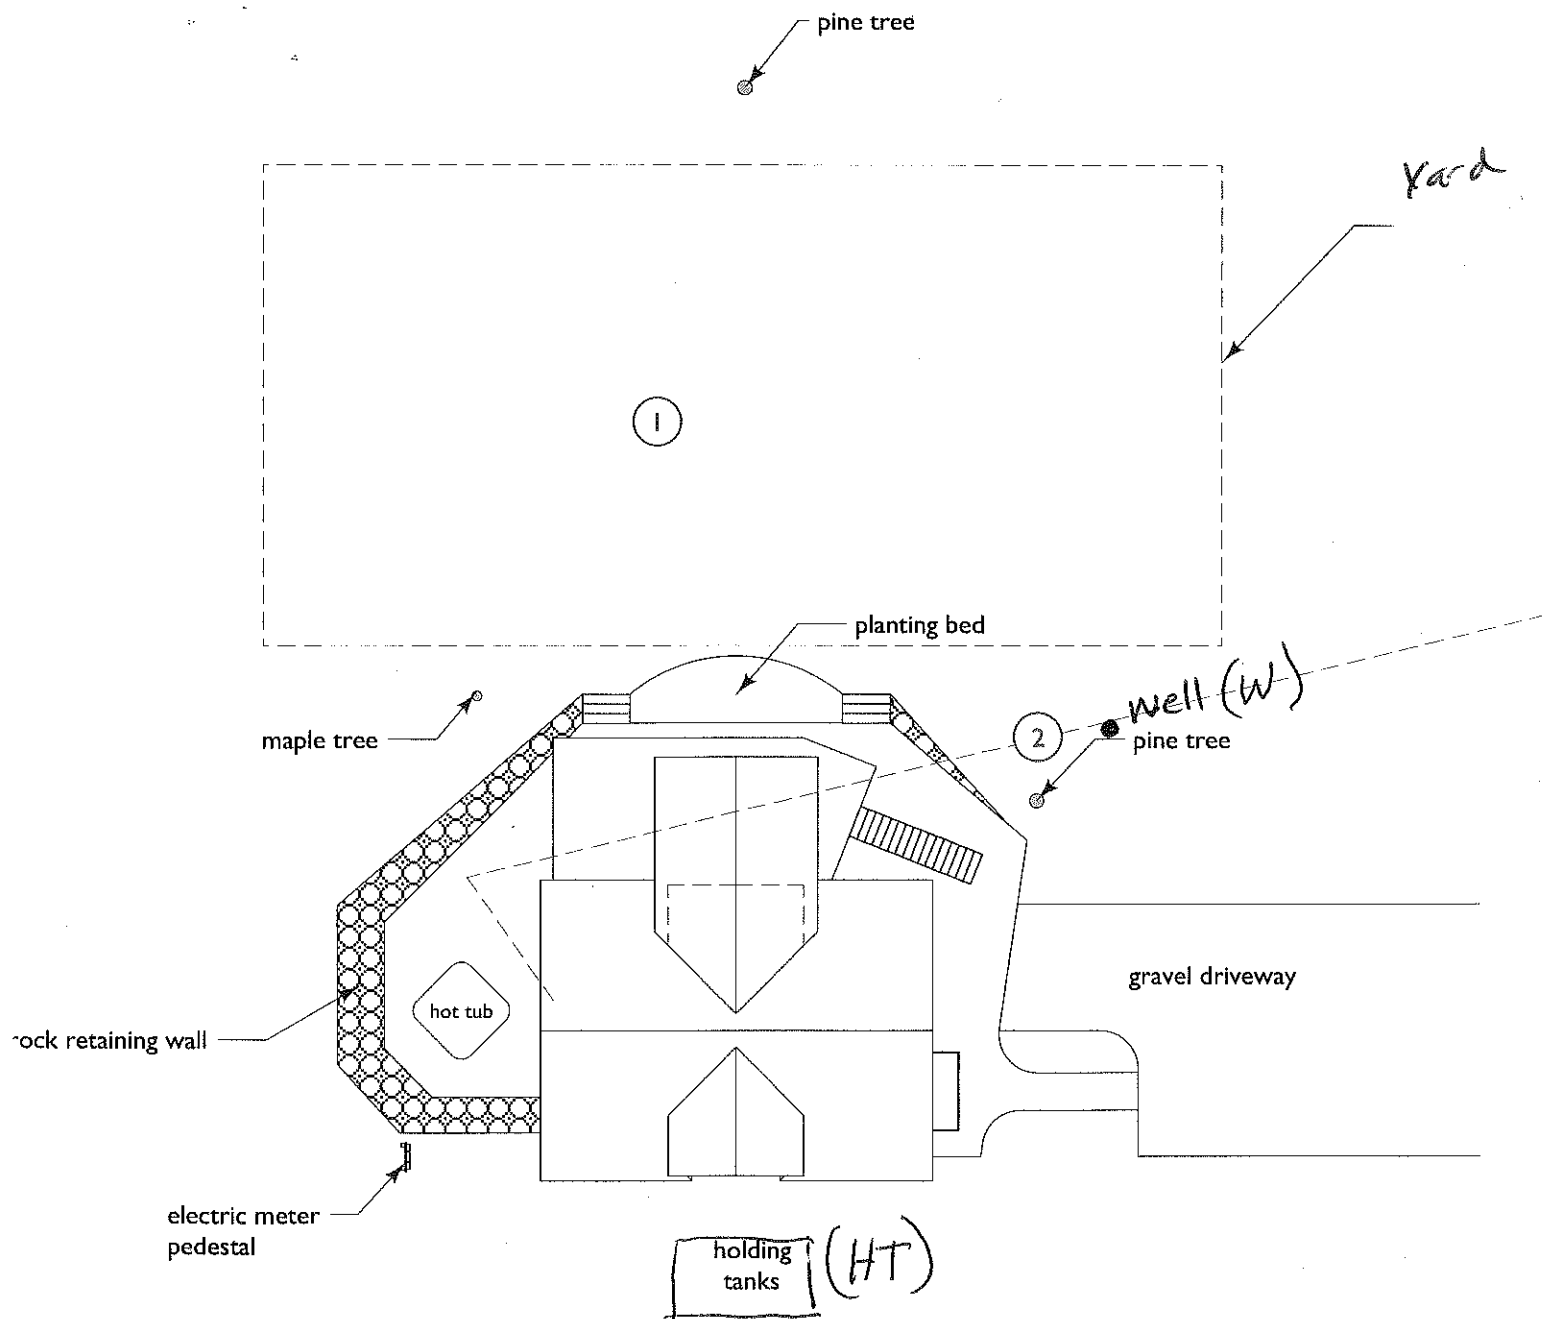 pine tree
Yard
1
planting bed
well (W)
maple tree
2
pine tree
gravel driveway
hot tub
rock retaining wall
electric meter
pedestal
holding
tanks
(HT)